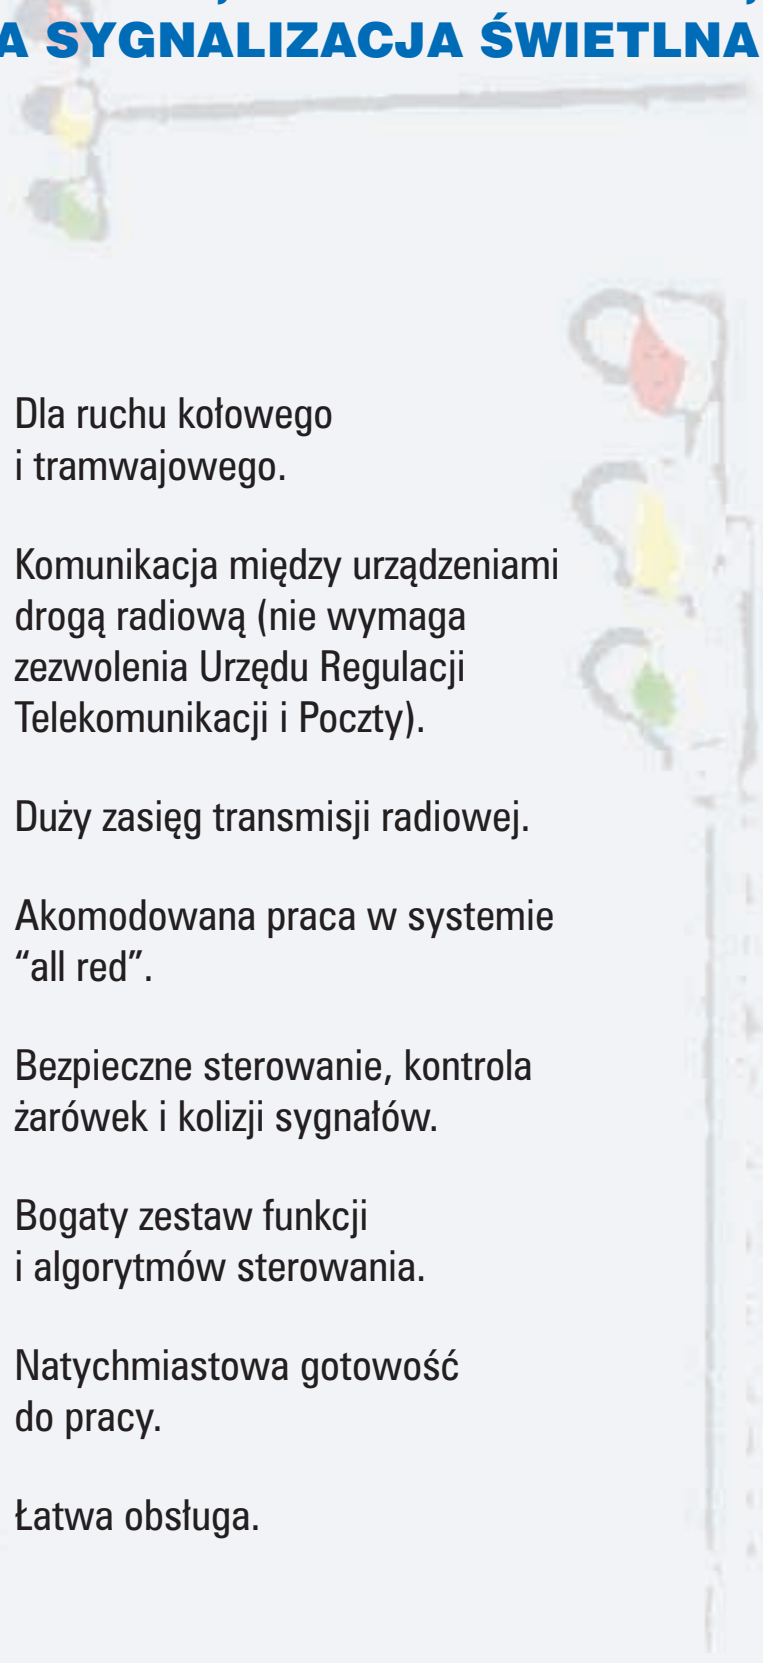 A SYGNALIZACJA ŚWIETLNA
Dla ruchu kołowego
i tramwajowego.
Komunikacja między urządzeniami
drogą radiową (nie wymaga
zezwolenia Urzędu Regulacji
Telekomunikacji i Poczty).
Duży zasięg transmisji radiowej.
Akomodowana praca w systemie
“all red”.
Bezpieczne sterowanie, kontrola
żarówek i kolizji sygnałów.
Bogaty zestaw funkcji
i algorytmów sterowania.
Natychmiastowa gotowość
do pracy.
Łatwa obsługa.